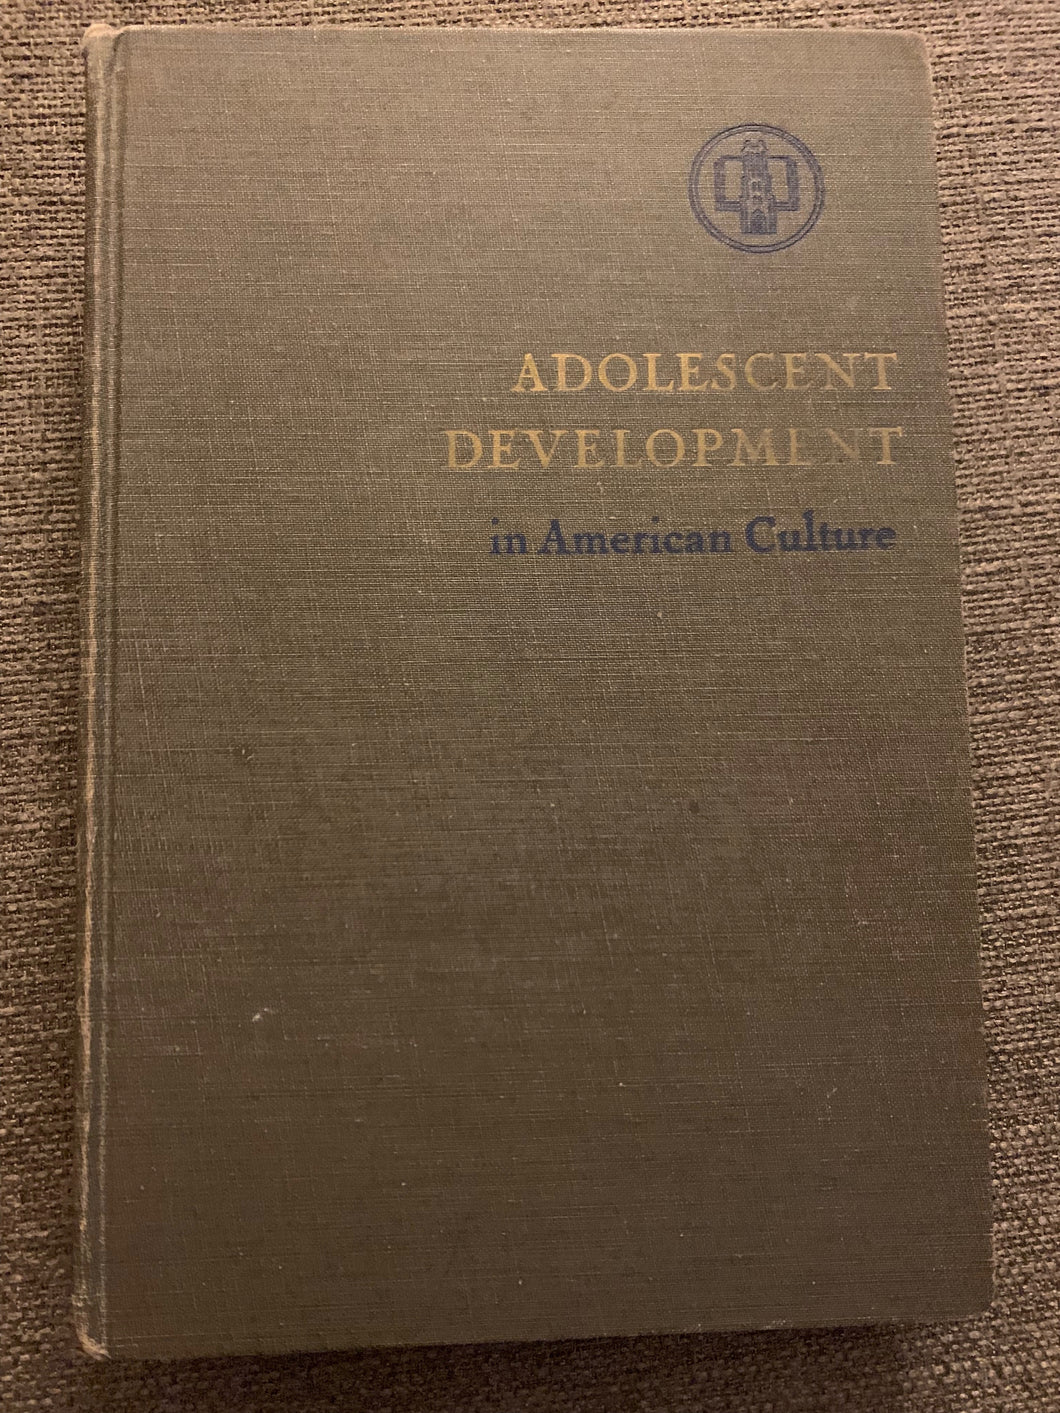 ADOLESCENT
DEVELOPMENT
in American Culture